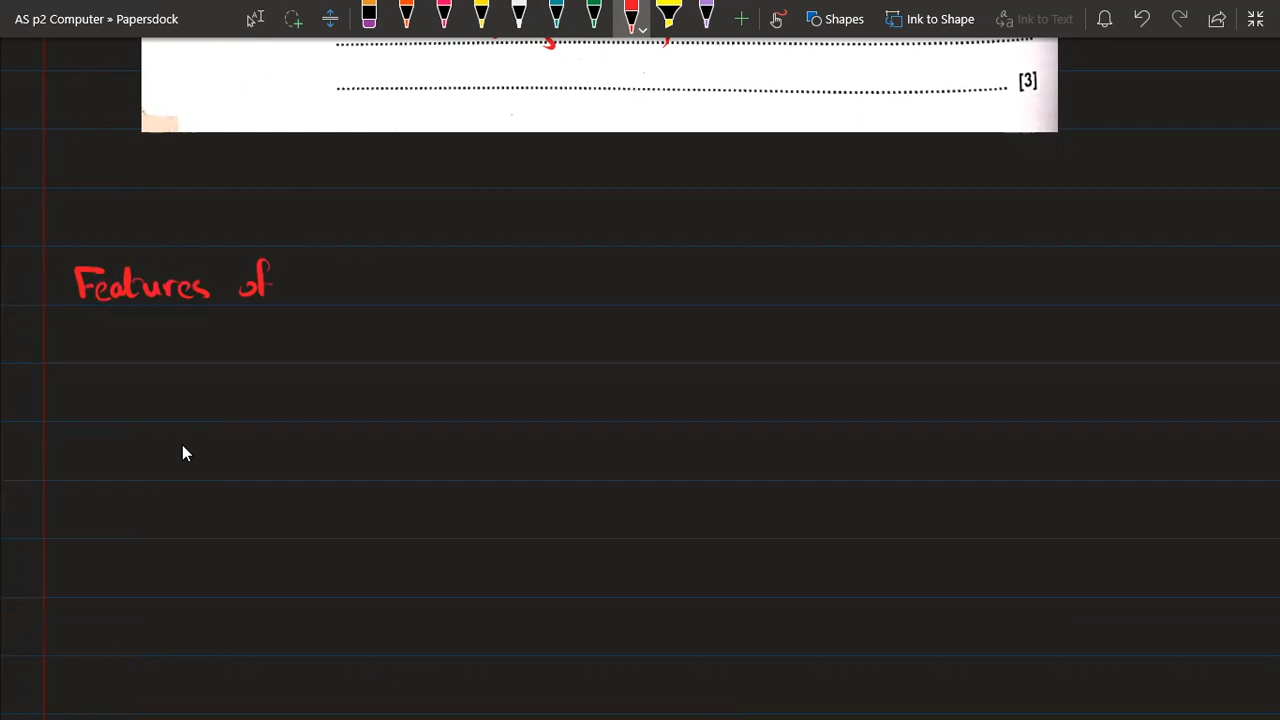 AS p2 Computer » Papersdock
Shapes
Ink to Shape
Ink to Text
[3]
Features of